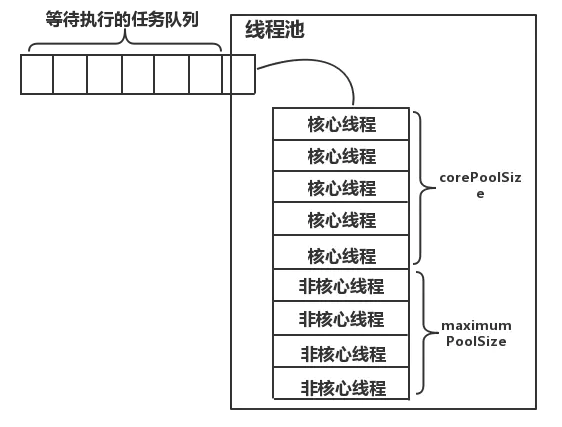 等待执行的任务队列
线程池
核心线程
核心线程
核心线程
核心线程
核心线程
corePoolSiz
e
非核心线程
非核心线程
非核心线程
非核心线程
maximum
PoolSize